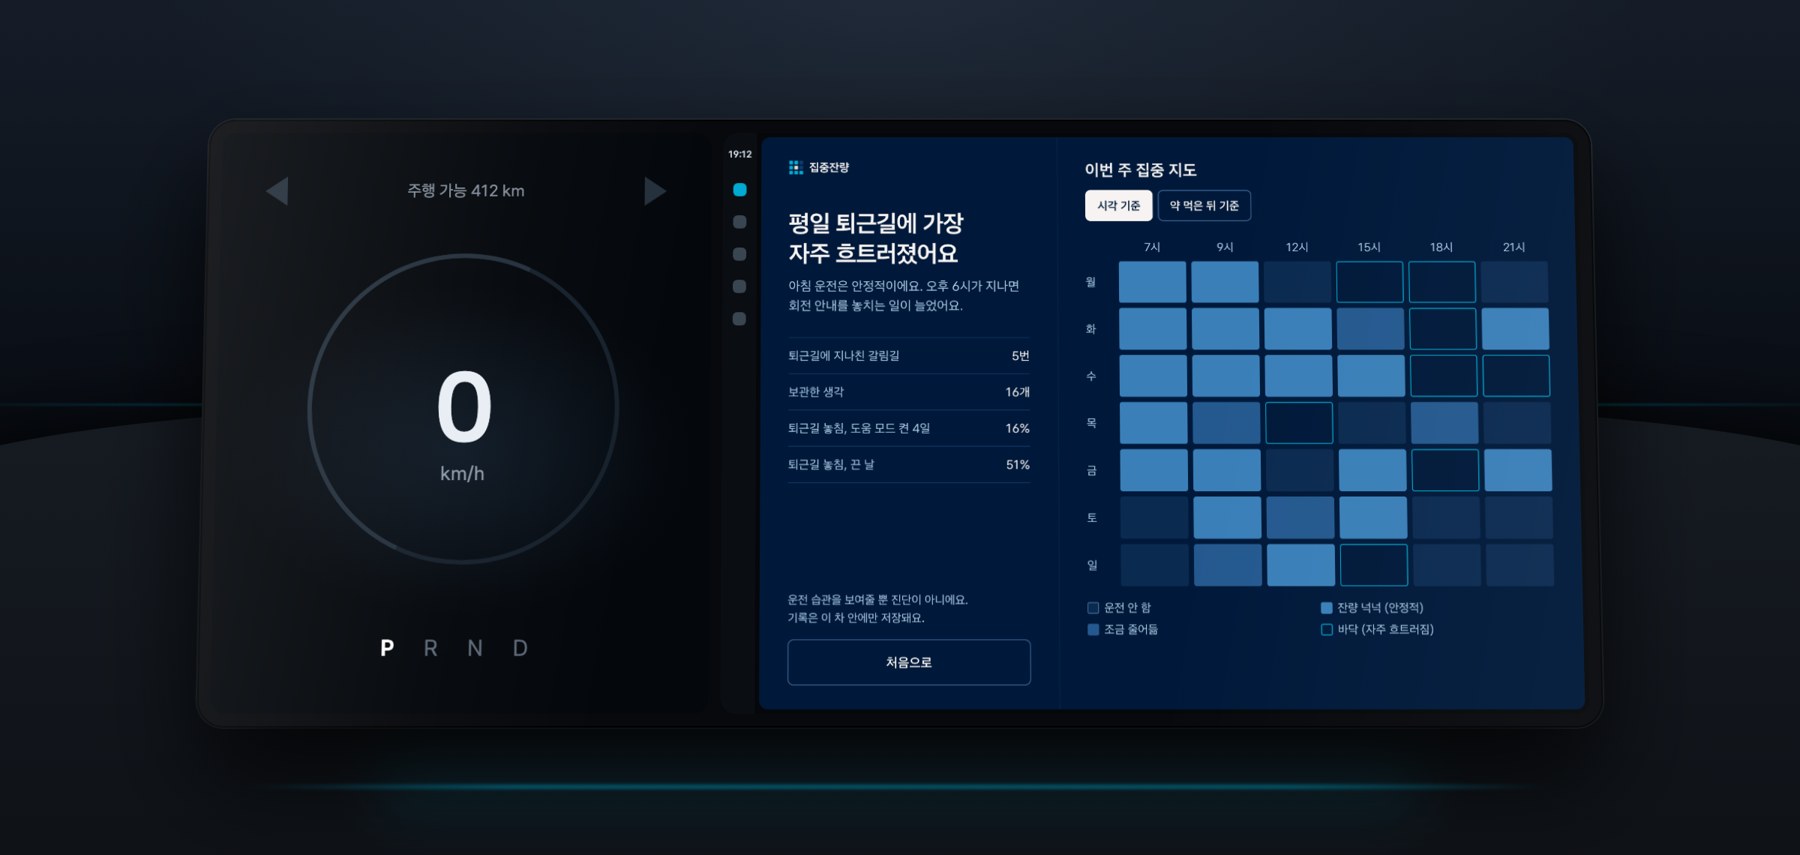 주행 가능 412 km
0
km/h
P R N D
19:12
집중잔량
평일 퇴근길에 가장
자주 흐트러졌어요
아침 운전은 안정적이에요. 오후 6시가 지나면
회전 안내를 놓치는 일이 늘었어요.
퇴근길에 지나친 갈림길 5번
보관한 생각 16개
퇴근길 놓침, 도움 모드 켠 4일 16%
퇴근길 놓침, 끈 날 51%
운전 습관을 보여줄 뿐 진단이 아니에요.
기록은 이 차 안에만 저장돼요.
처음으로
이번 주 집중 지도
시각 기준 약 먹은 뒤 기준
7시 9시 12시 15시 18시 21시
월
화
수
목
금
토
일
운전 안 함 잔량 넉넉 (안정적)
조금 줄어듦 바닥 (자주 흐트러짐)